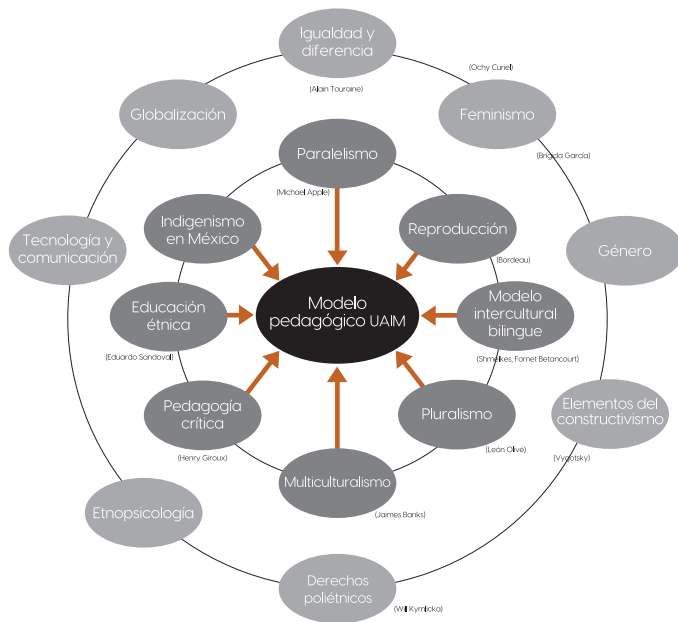 Igualdad y
diferencia
(Alain Touraine)
(Ochy Curiel)
Feminismo
(Brigida García)
Globalización
Paralelismo
(Michael Apple)
Indigenismo
en México
Reproducción
(Bordeau)
Tecnología y
comunicación
Género
Educación
étnica
(Eduardo Sandoval)
Modelo
pedagógico UAIM
Modelo
intercultural
bilingue
(Shmelkes, Fornet Betancourt)
Pedagogía
crítica
(Henry Giroux)
Pluralismo
(León Olivé)
Elementos del
constructivismo
(Vygotsky)
Multiculturalismo
(Jaimes Banks)
Etnopsicología
Derechos
poliétnicos
(Will Kymlicka)